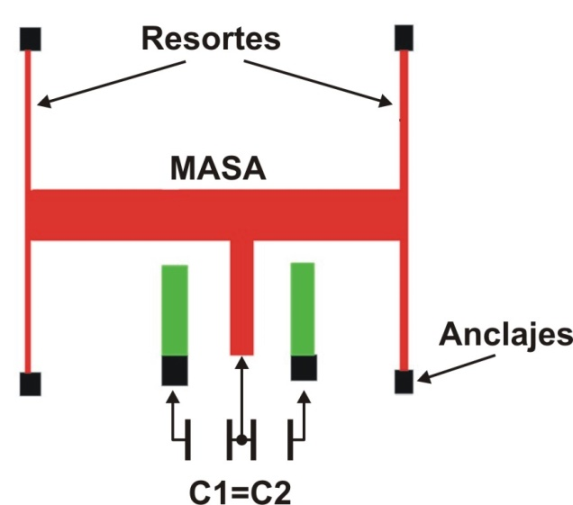 Resortes
MASA
Anclajes
C1=C2